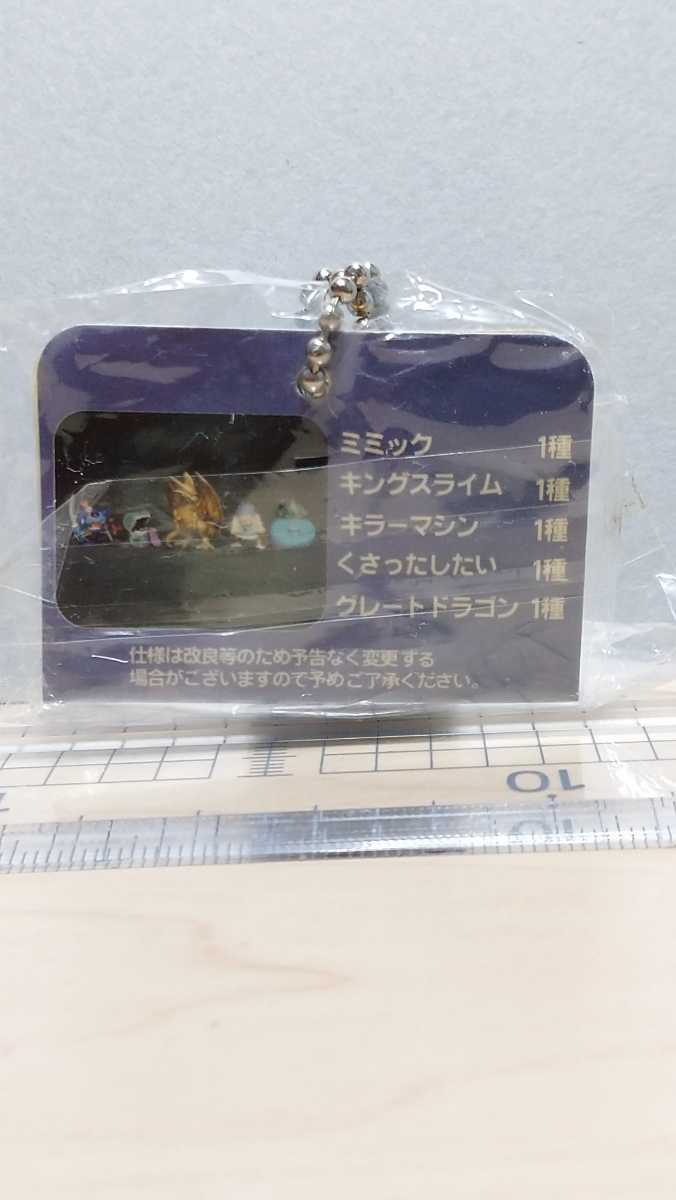 ミミック 1種
キングスライム 1種
キラーマシン 1種
くさったしたい 1種
グレートドラゴン 1種
仕様は改良等のため予告なく変更する
場合がございますので予めご了承ください。
10
10